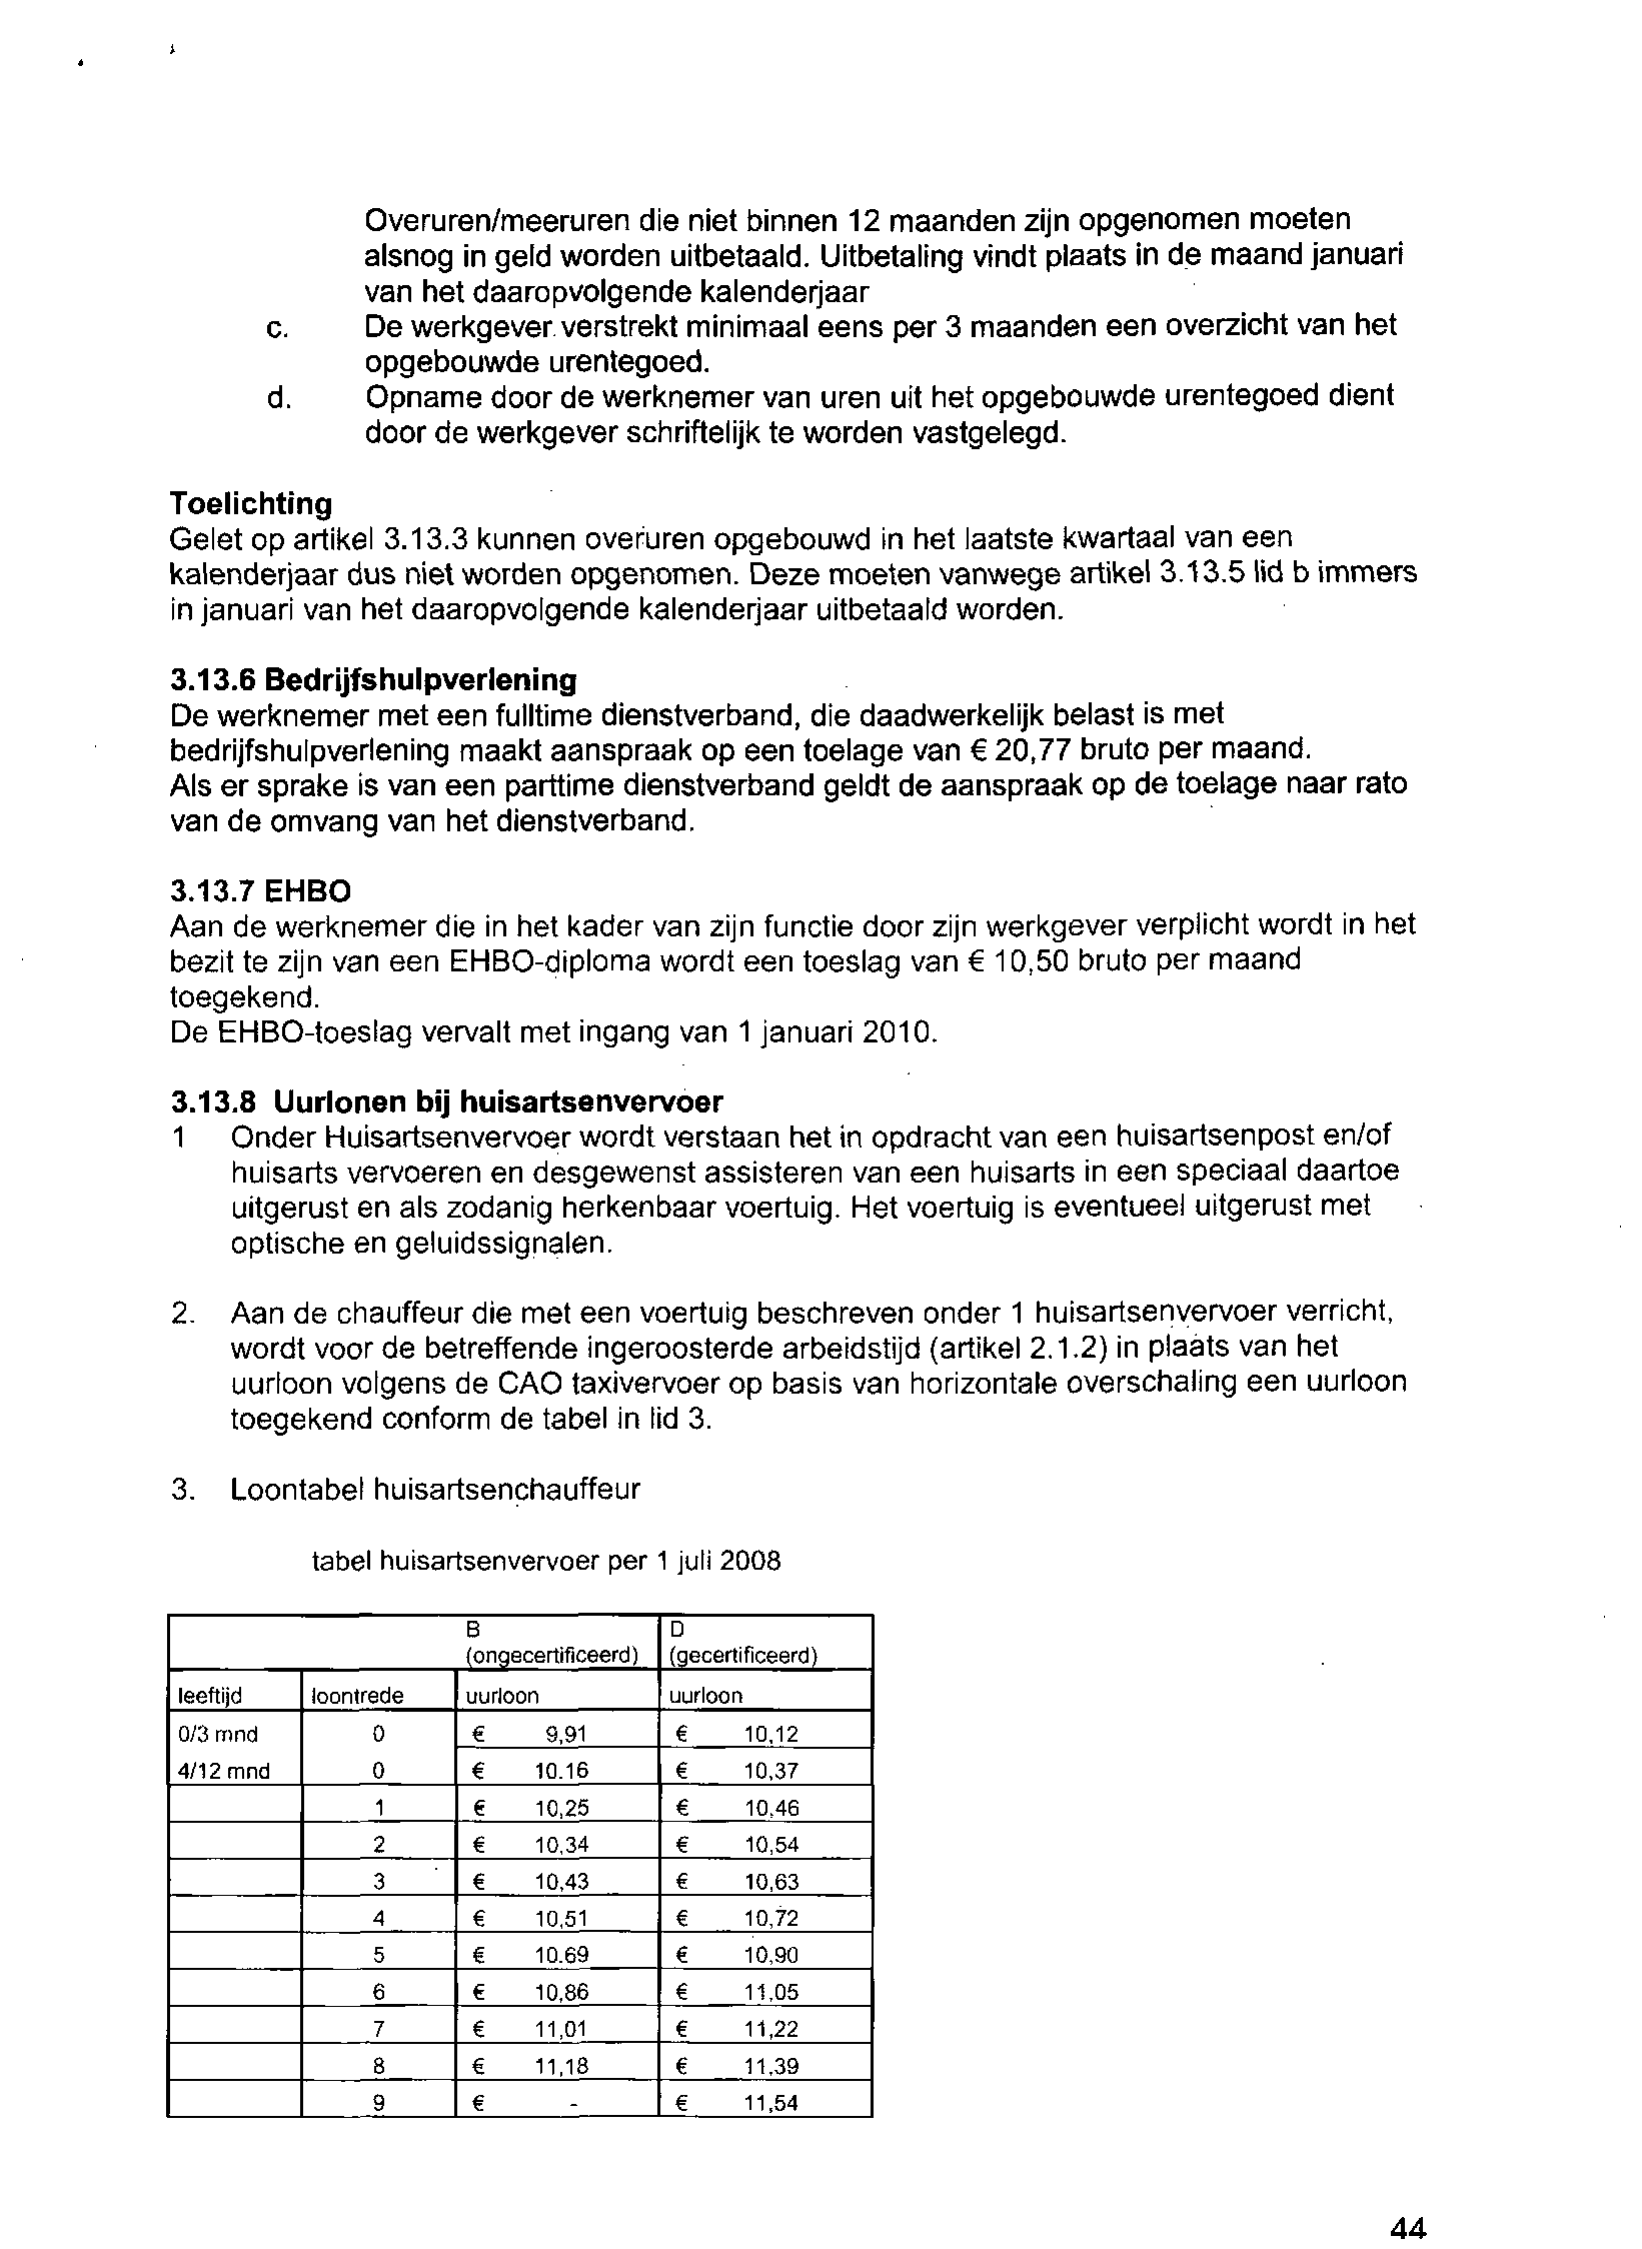 Overuren/meeruren die niet binnen 12 maanden zijn opgenomen moeten
alsnog in geld worden uitbetaald. Uitbetaling vindt plaats in de maand januari
van het daaropvolgende kalenderjaar
c. De werkgever verstrekt minimaal eens per 3 maanden een overzicht van het
opgebouwde urentegoed.
d. Opname door de werknemer van uren uit het opgebouwde urentegoed dient
door de werkgever schriftelijk te worden vastgelegd.
Toelichting
Gelet op artikel 3.13.3 kunnen overuren opgebouwd in het laatste kwartaal van een
kalenderjaar dus niet worden opgenomen. Deze moeten vanwege artikel 3.13.5 lid b immers
in januari van het daaropvolgende kalenderjaar uitbetaald worden.
3.13.6 Bedrijfshulpverlening
De werknemer met een fulltime dienstverband, die daadwerkelijk belast is met
bedrijfshulpverlening maakt aanspraak op een toelage van € 20,77 bruto per maand.
Als er sprake is van een parttime dienstverband geldt de aanspraak op de toelage naar rato
van de omvang van het dienstverband.
3.13.7 EHBO
Aan de werknemer die in het kader van zijn functie door zijn werkgever verplicht wordt in het
bezit te zijn van een EHBO-diploma wordt een toeslag van € 10,50 bruto per maand
toegekend.
De EHBO-toeslag vervalt met ingang van 1 januari 2010.
3.13.8 Uurlonen bij huisartsenvervoer
1 Onder Huisartsenvervoer wordt verstaan het in opdracht van een huisartsenpost en/of
huisarts vervoeren en desgewenst assisteren van een huisarts in een speciaal daartoe
uitgerust en als zodanig herkenbaar voertuig. Het voertuig is eventueel uitgerust met
optische en geluidssignalen.
2. Aan de chauffeur die met een voertuig beschreven onder 1 huisartsenvervoer verricht,
wordt voor de betreffende ingeroosterde arbeidstijd (artikel 2.1.2) in plaats van het
uurloon volgens de CAO taxivervoer op basis van horizontale overschaling een uurloon
toegekend conform de tabel in lid 3.
3. Loontabel huisartsenchauffeur
tabel huisartsenvervoer per 1 juli 2008
B D
(ongecertificeerd) (gecertificeerd)
leeftijd loontrede uurloon uurloon
0/3 mnd 0 € 9,91 € 10,12
4/12 mnd 0 € 10.16 € 10,37
1 € 10,25 € 10,46
2 € 10,34 € 10,54
3 € 10,43 € 10,63
4 € 10,51 € 10,72
5 € 10.69 € 10,90
6 € 10,86 € 11,05
7 € 11,01 € 11,22
8 € 11,18 € 11,39
9 € - € 11,54
44